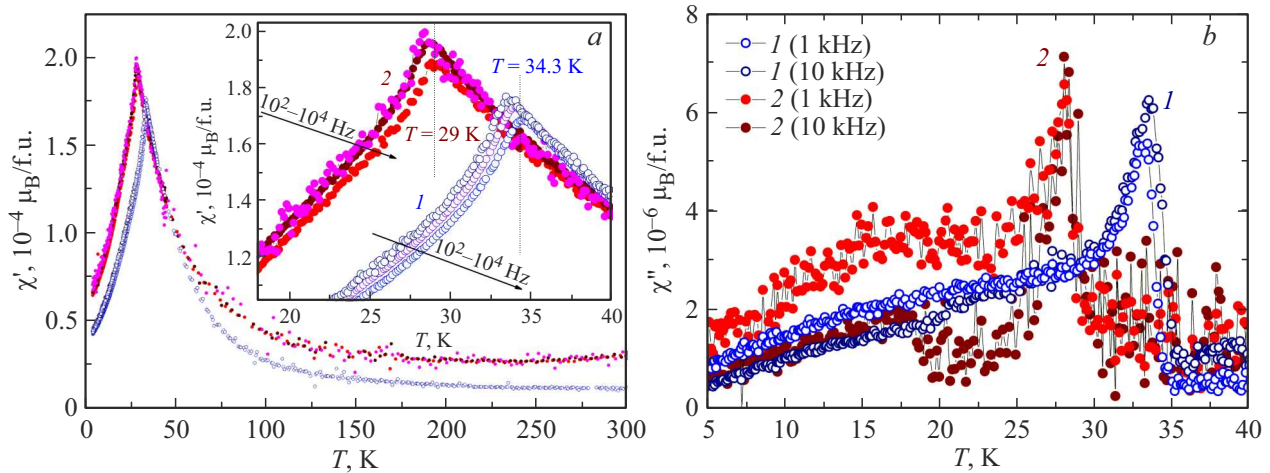 a
2.0
1.8
1.6
1.4
1.2
χ', 10⁻⁴ μB/f.u.
2
T = 34.3 K
10²–10⁴ Hz
T = 29 K
1
10²–10⁴ Hz
20 25 30 35 40
T, K
2.0
1.5
1.0
0.5
0
χ', 10⁻⁴ μB/f.u.
0 50 100 150 200 250 300
T, K
b
1 (1 kHz)
1 (10 kHz)
2 (1 kHz)
2 (10 kHz)
2
1
8
6
4
2
0
χ'', 10⁻⁶ μB/f.u.
5 10 15 20 25 30 35 40
T, K